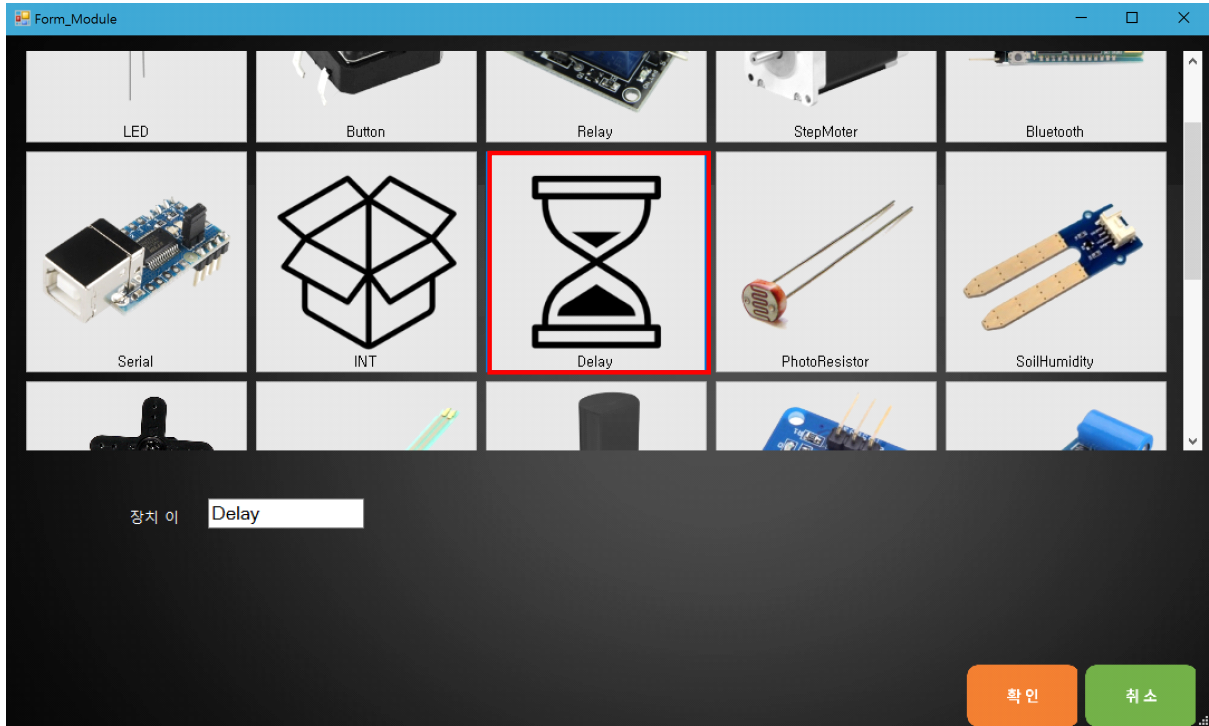 Form_Module
LED
Button
Relay
StepMoter
Bluetooth
Serial
INT
Delay
PhotoResistor
SoilHumidity
장치 이
Delay
확 인
취 소